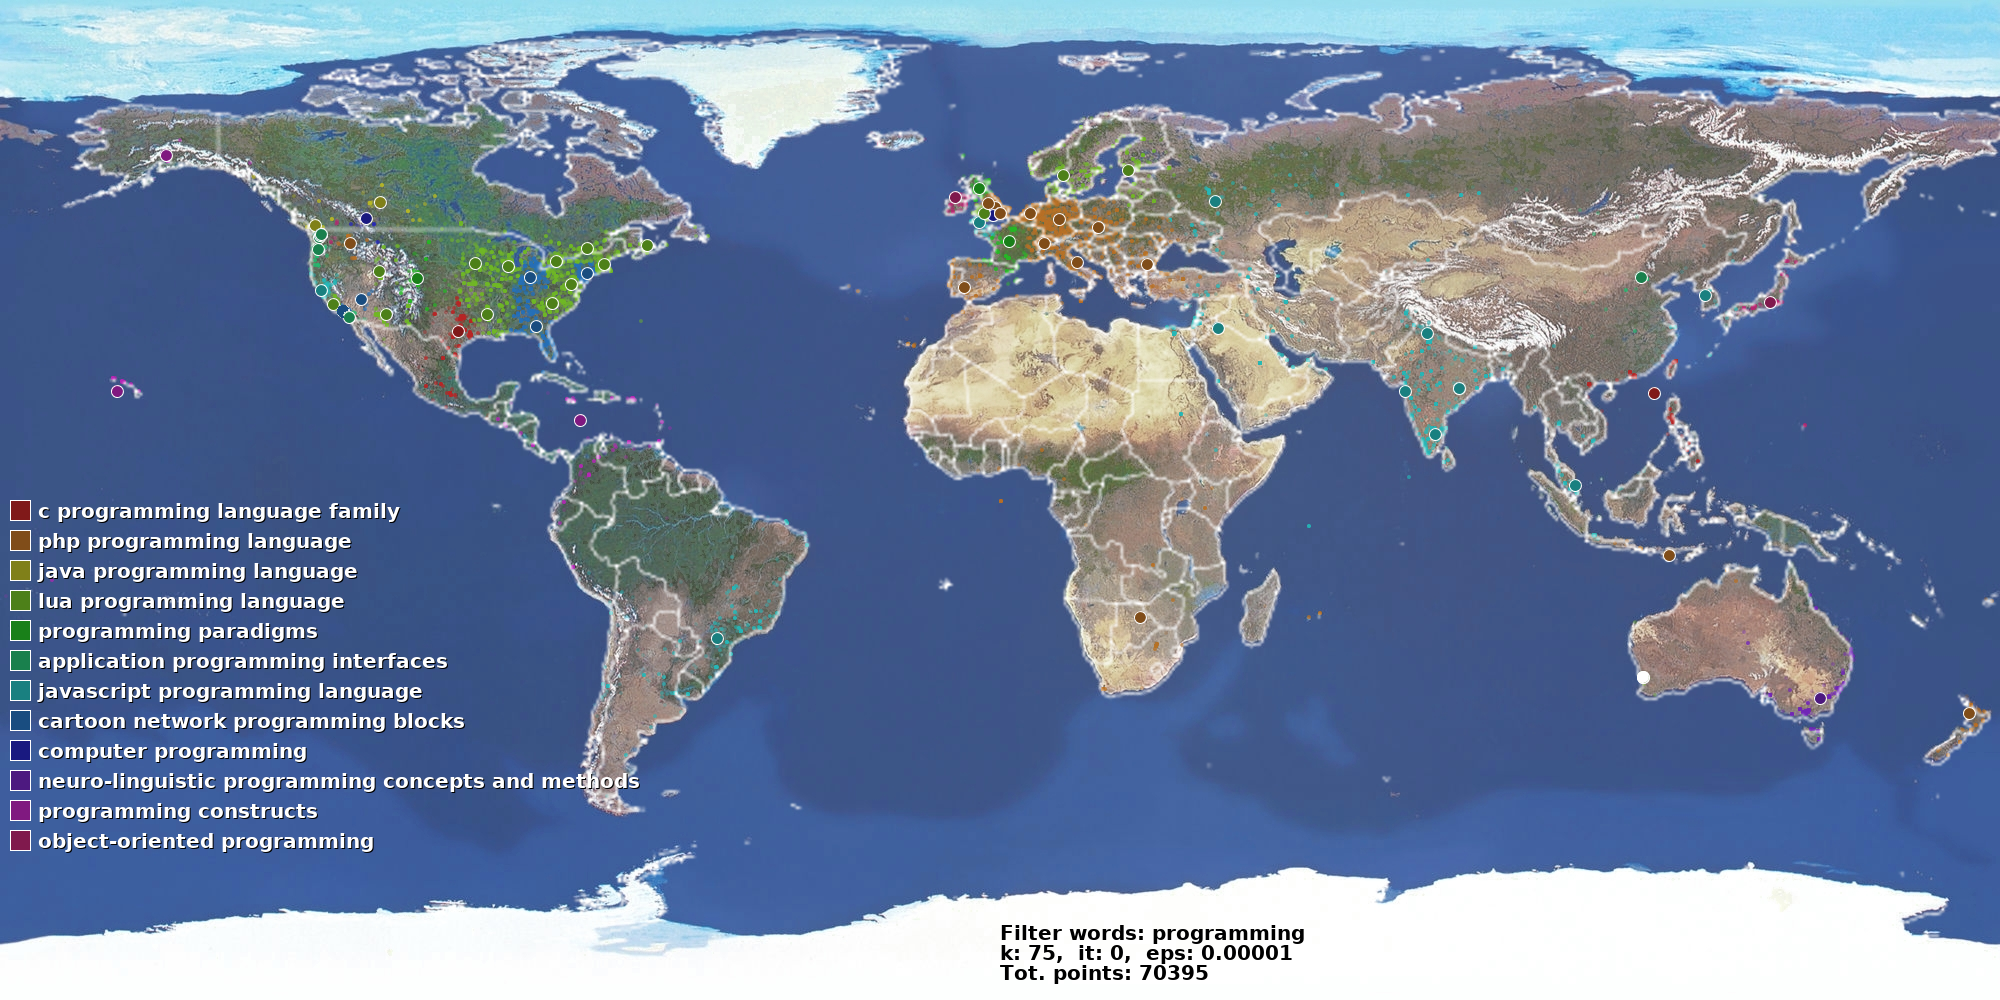 c programming language family
php programming language
java programming language
lua programming language
programming paradigms
application programming interfaces
javascript programming language
cartoon network programming blocks
computer programming
neuro-linguistic programming concepts and methods
programming constructs
object-oriented programming
Filter words: programming
k: 75,  it: 0,  eps: 0.00001
Tot. points: 70395